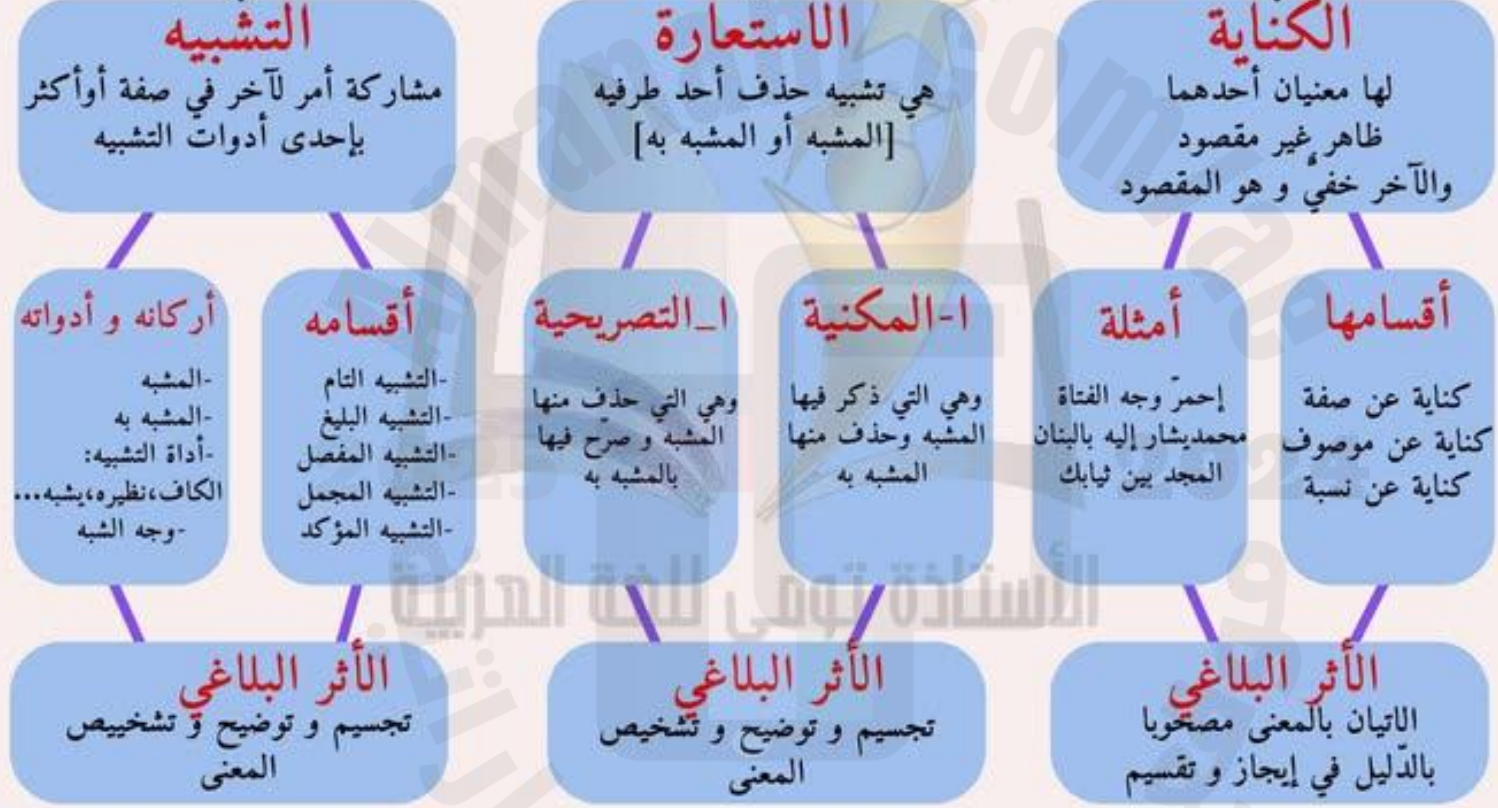 الكناية
لها معنيان أحدهما
ظاهر غير مقصود
والآخر خفيٌّ و هو المقصود
الاستعارة
هي تشبيه حذف أحد طرفيه
[المشبه أو المشبه به]
التشبيه
مشاركة أمر لآخر في صفة أوأكثر
بإحدى أدوات التشبيه
أقسامها
كناية عن صفة
كناية عن موصوف
كناية عن نسبة
أمثلة
إحمرّ وجه الفتاة
محمديشار إليه بالبنان
المجد بين ثيابك
ا-المكنية
وهي التي ذكر فيها
المشبه وحذف منها
المشبه به
ا_التصريحية
وهي التي حذف منها
المشبه و صرّح فيها
بالمشبه به
أقسامه
-التشبيه التام
-التشبيه البليغ
-التشبيه المفصل
-التشبيه المجمل
-التشبيه المؤكد
أركانه و أدواته
-المشبه
-المشبه به
-أداة التشبيه:
الكاف،نظيره،يشبه...
-وجه الشبه
الأثر البلاغي
الاتيان بالمعنى مصحوبا
بالدّليل في إيجاز و تقسيم
الأثر البلاغي
تجسيم و توضيح و تشخيص
المعنى
الأثر البلاغي
تجسيم و توضيح و تشخييص
المعنى
الأستاذة تومي للغة العربية